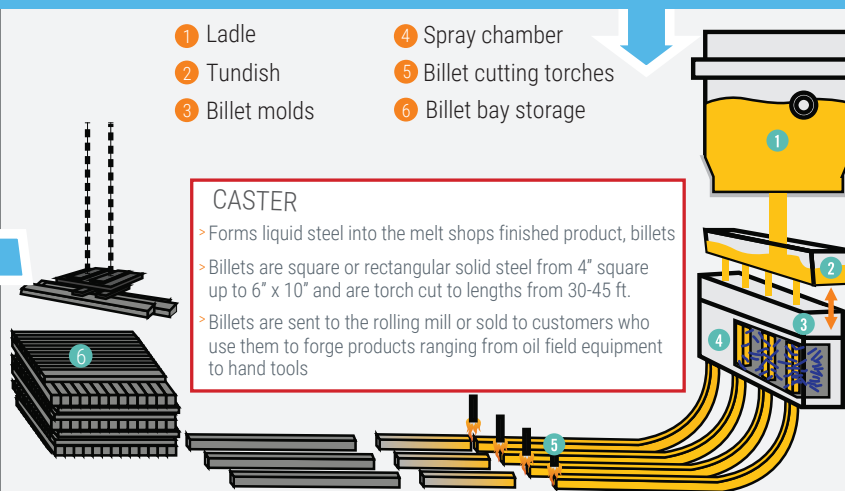 1 Ladle
2 Tundish
3 Billet molds
4 Spray chamber
5 Billet cutting torches
6 Billet bay storage
CASTER
> Forms liquid steel into the melt shops finished product, billets
> Billets are square or rectangular solid steel from 4” square
up to 6” x 10” and are torch cut to lengths from 30-45 ft.
> Billets are sent to the rolling mill or sold to customers who
use them to forge products ranging from oil field equipment
to hand tools
1
2
3
4
5
6